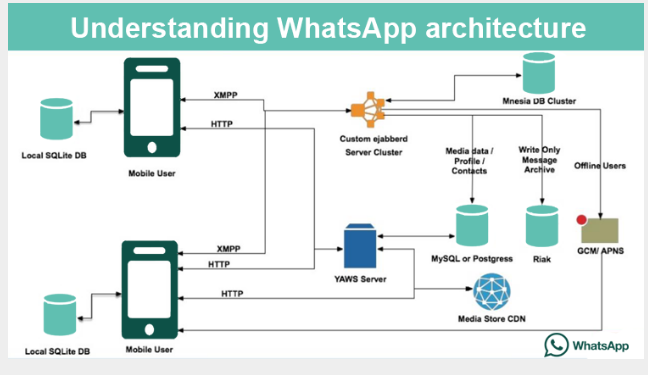 Understanding WhatsApp architecture
XMPP
HTTP
Local SQLite DB
Mobile User
Custom ejabberd
Server Cluster
Mnesia DB Cluster
Media data /
Profile /
Contacts
Write Only
Message
Archive
Offline Users
XMPP
HTTP
HTTP
YAWS Server
MySQL or Postgress
Riak
GCM/ APNS
Media Store CDN
Local SQLite DB
Mobile User
WhatsApp